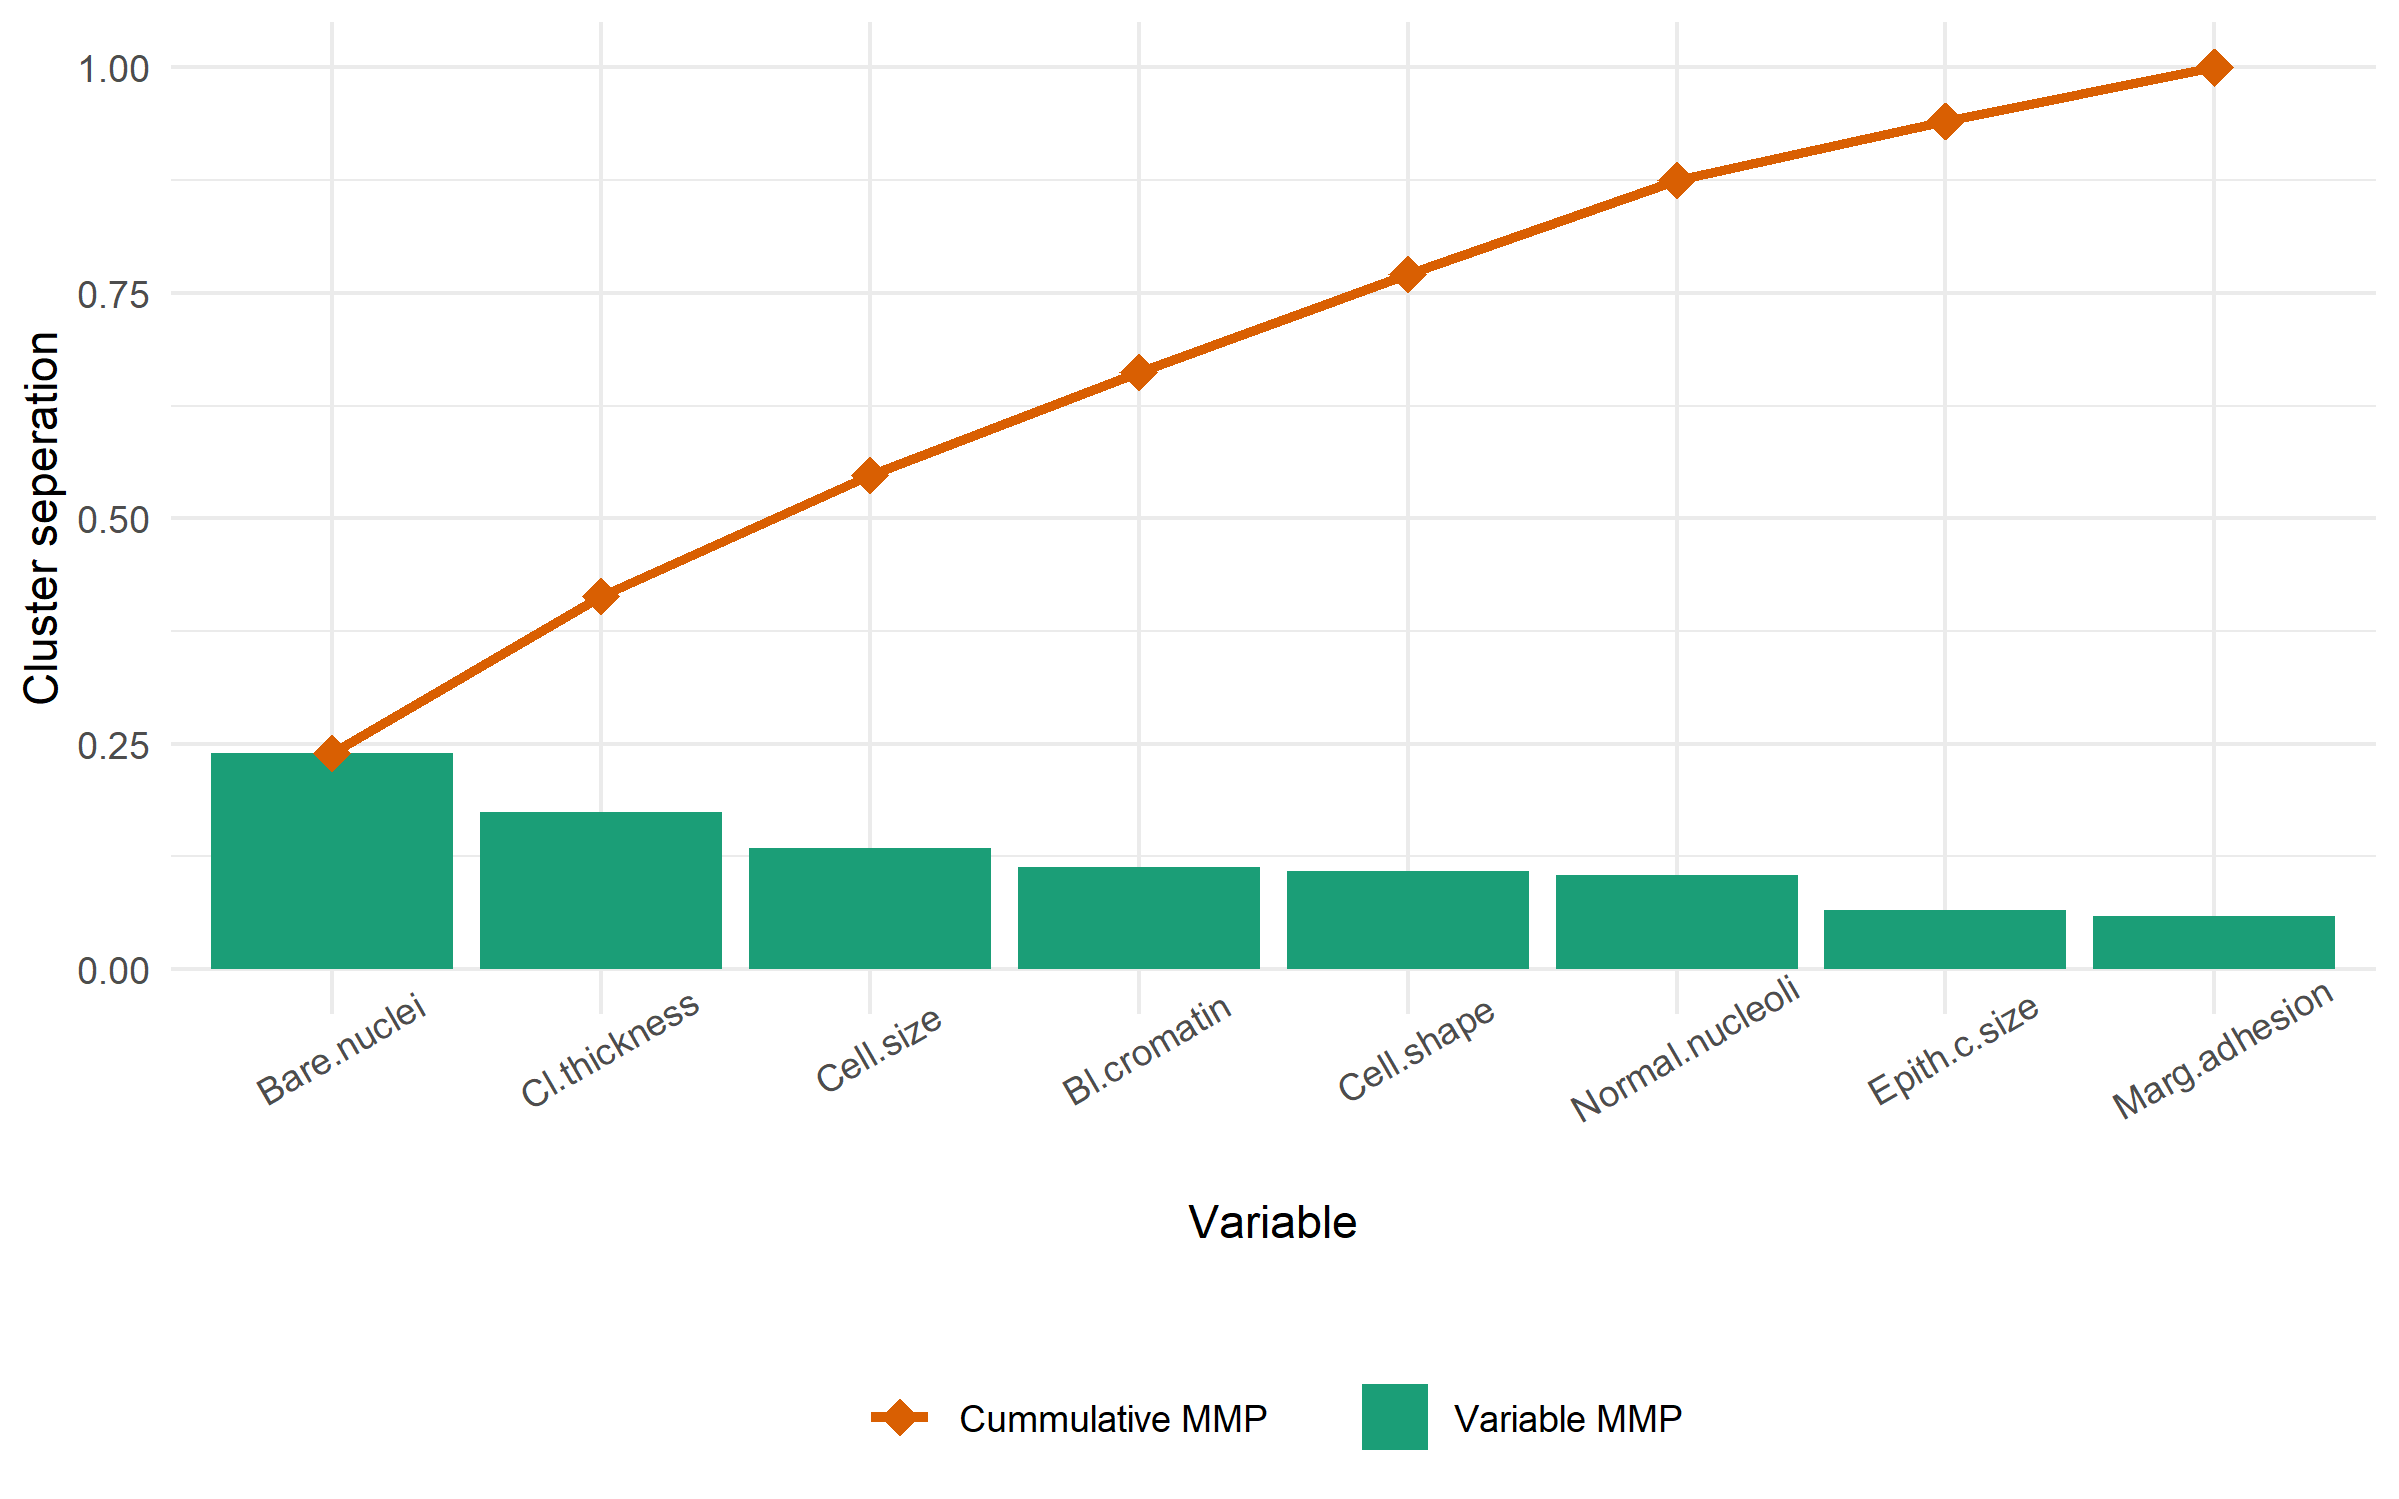 1.00
0.75
0.50
0.25
0.00
Cluster seperation
Bare.nuclei
Cl.thickness
Cell.size
Bl.cromatin
Cell.shape
Normal.nucleoli
Epith.c.size
Marg.adhesion
Variable
Cummulative MMP
Variable MMP